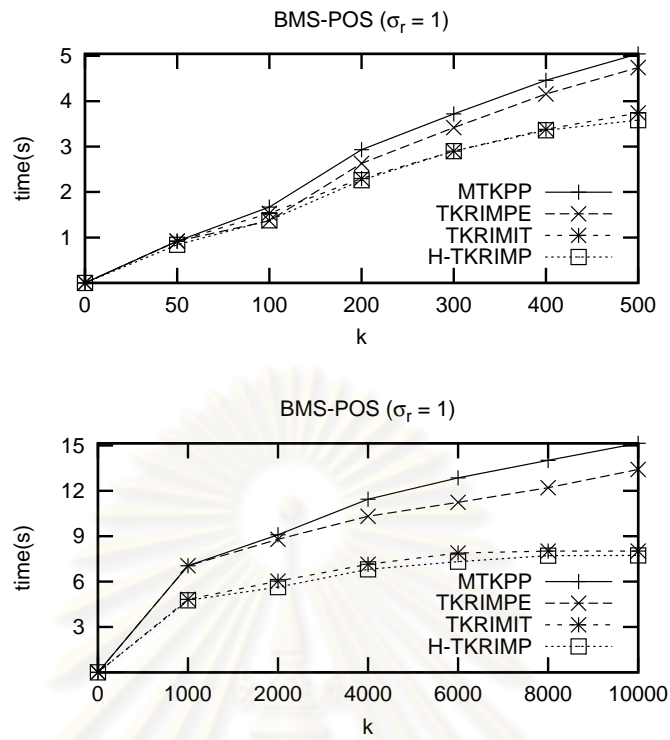 BMS-POS (σr = 1)
5
4
3
2
1
time(s)
MTKPP
TKRIMPE
TKRIMIT
H-TKRIMP
0 50 100 200 300 400 500
k
BMS-POS (σr = 1)
15
12
9
6
3
time(s)
MTKPP
TKRIMPE
TKRIMIT
H-TKRIMP
0 1000 2000 4000 6000 8000 10000
k